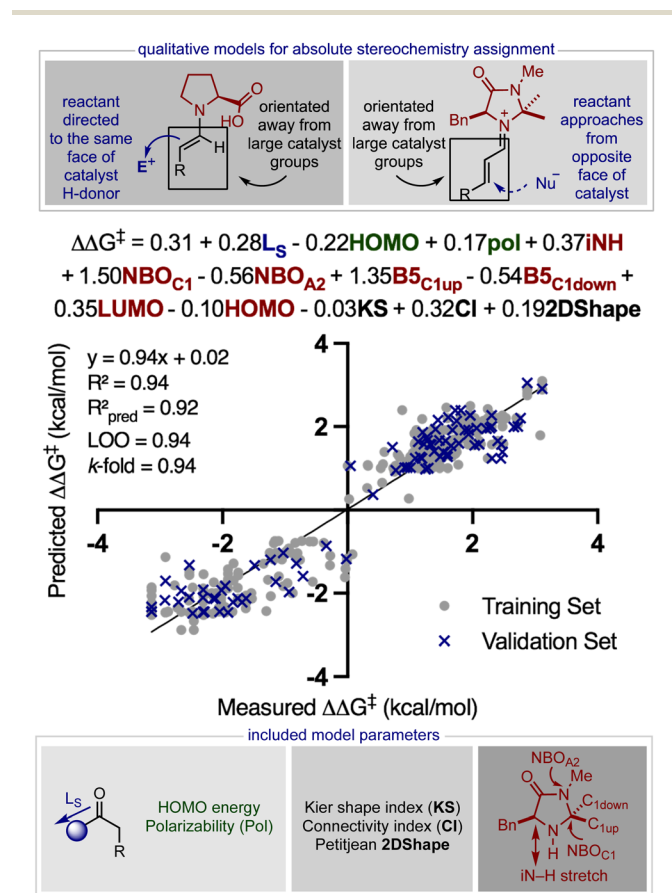 qualitative models for absolute stereochemistry assignment
reactant
directed
to the same
face of
catalyst
H-donor
N
O
HO
H
E+
R
orientated
away from
large catalyst
groups
orientated
away from
large catalyst
groups
O
Me
N
Bn
N
+
R
Nu−
reactant
approaches
from
opposite
face of
catalyst
ΔΔG‡ = 0.31 + 0.28LS - 0.22HOMO + 0.17pol + 0.37iNH
+ 1.50NBOC1 - 0.56NBOA2 + 1.35B5C1up - 0.54B5C1down +
0.35LUMO - 0.10HOMO - 0.03KS + 0.32CI + 0.192DShape
y = 0.94x + 0.02
R² = 0.94
R²pred = 0.92
LOO = 0.94
k-fold = 0.94
Predicted ΔΔG‡ (kcal/mol)
4
2
-4
-2
2
4
-2
-4
Training Set
Validation Set
Measured ΔΔG‡ (kcal/mol)
included model parameters
LS
O
R
HOMO energy
Polarizability (Pol)
Kier shape index (KS)
Connectivity index (CI)
Petitjean 2DShape
NBOA2
O
Me
N
C1down
C1up
Bn
N
H
NBOC1
iN–H stretch